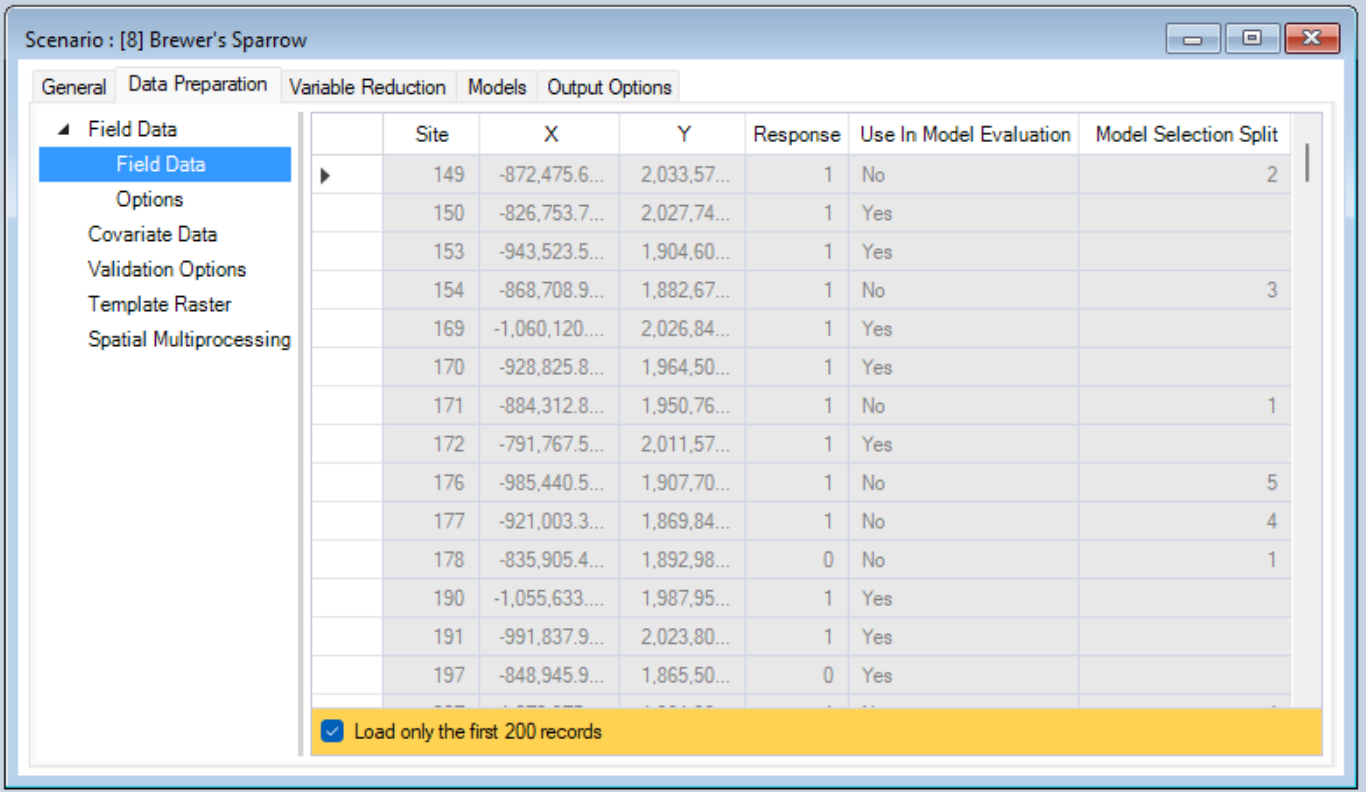 Scenario : [8] Brewer's Sparrow
General Data Preparation Variable Reduction Models Output Options
Field Data
Field Data
Options
Covariate Data
Validation Options
Template Raster
Spatial Multiprocessing
Site X Y Response Use In Model Evaluation Model Selection Split
149 -872,475.6... 2,033,57... 1 No 2
150 -826,753.7... 2,027,74... 1 Yes
153 -943,523.5... 1,904,60... 1 Yes
154 -868,708.9... 1,882,67... 1 No 3
169 -1,060,120.... 2,026,84... 1 Yes
170 -928,825.8... 1,964,50... 1 Yes
171 -884,312.8... 1,950,76... 1 No 1
172 -791,767.5... 2,011,57... 1 Yes
176 -985,440.5... 1,907,70... 1 No 5
177 -921,003.3... 1,869,84... 1 No 4
178 -835,905.4... 1,892,98... 0 No 1
190 -1,055,633.... 1,987,95... 1 Yes
191 -991,837.9... 2,023,80... 1 Yes
197 -848,945.9... 1,865,50... 0 Yes
Load only the first 200 records